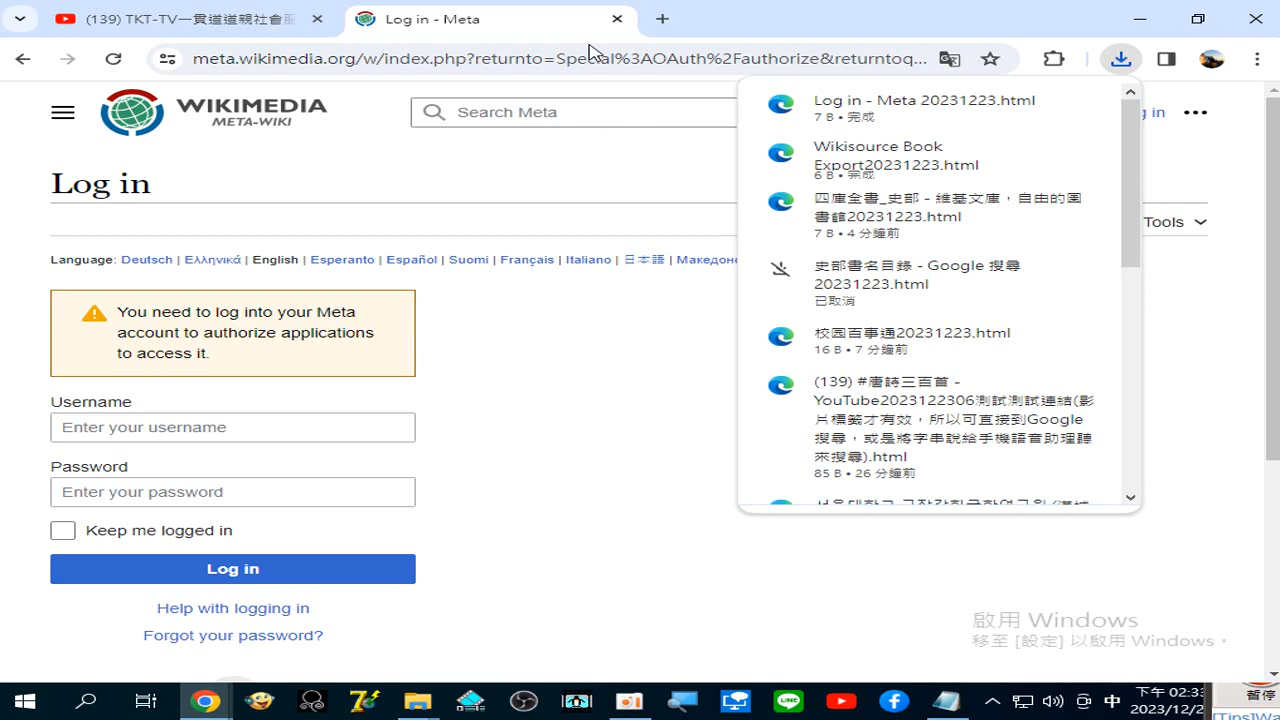 (139) TKT-TV一貫道道親社會服
Log in - Meta
meta.wikimedia.org/w/index.php?returnto=Special%3AOAuth%2Fauthorize&returntoq...
WIKIMEDIA
META-WIKI
Search Meta
g in
Log in
Tools
Language: Deutsch | Ελληνικά | English | Esperanto | Español | Suomi | Français | Italiano | 日本語 | Македонс
You need to log into your Meta
account to authorize applications
to access it.
Username
Enter your username
Password
Enter your password
Keep me logged in
Log in
Help with logging in
Forgot your password?
Log in - Meta 20231223.html
7 B • 完成
Wikisource Book
Export20231223.html
6 B • 完成
四庫全書_史部 - 維基文庫，自由的圖
書館20231223.html
7 B • 4 分鐘前
史部書名目錄 - Google 搜尋
20231223.html
已取消
校园百事通20231223.html
16 B • 7 分鐘前
(139) #唐詩三百首 -
YouTube2023122306測試測試連結(影
片標籤才有效，所以可直接到Google
搜尋，或是將字串說給手機語音助理聽
來搜尋).html
85 B • 26 分鐘前
啟用 Windows
移至 [設定] 以啟用 Windows。
中
下午 02:33
2023/12/2
暫停
[Tips]Wa